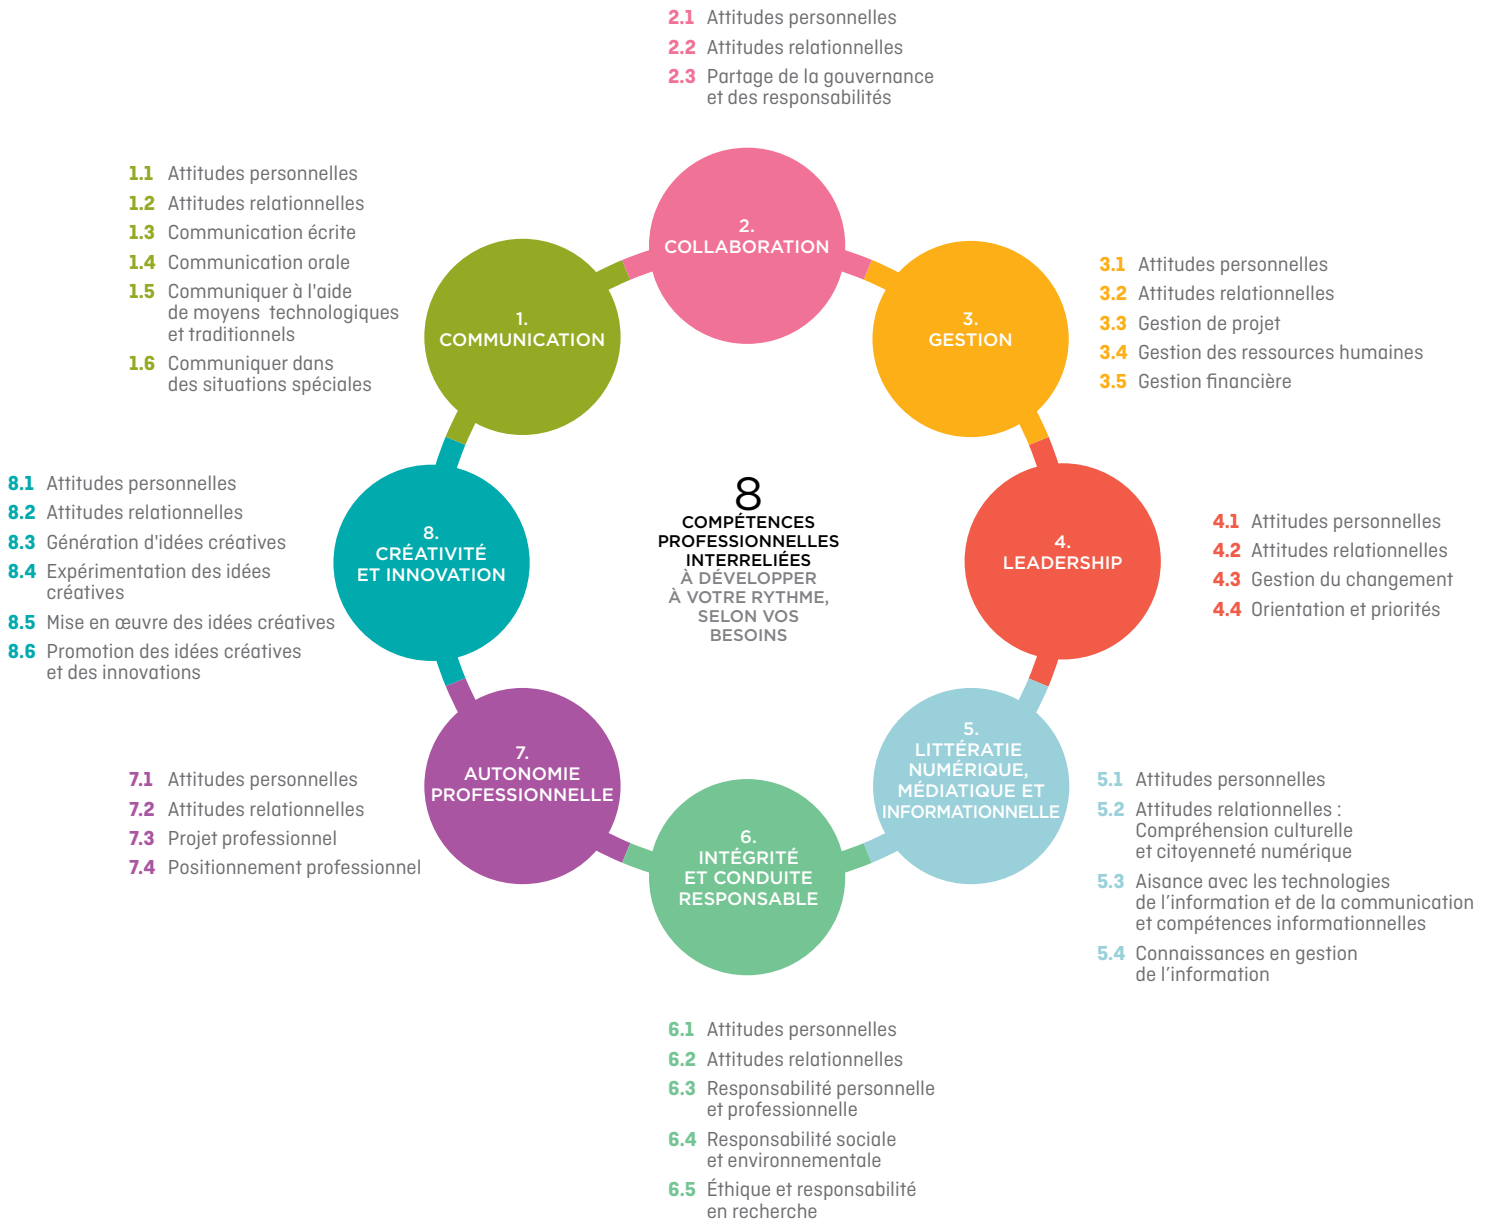 2.1 Attitudes personnelles
2.2 Attitudes relationnelles
2.3 Partage de la gouvernance
et des responsabilités
1.1 Attitudes personnelles
1.2 Attitudes relationnelles
1.3 Communication écrite
1.4 Communication orale
1.5 Communiquer à l'aide
de moyens technologiques
et traditionnels
1.6 Communiquer dans
des situations spéciales
1.
COMMUNICATION
2.
COLLABORATION
3.
GESTION
3.1 Attitudes personnelles
3.2 Attitudes relationnelles
3.3 Gestion de projet
3.4 Gestion des ressources humaines
3.5 Gestion financière
8.1 Attitudes personnelles
8.2 Attitudes relationnelles
8.3 Génération d'idées créatives
8.4 Expérimentation des idées
créatives
8.5 Mise en œuvre des idées créatives
8.6 Promotion des idées créatives
et des innovations
8.
CRÉATIVITÉ
ET INNOVATION
8
COMPÉTENCES
PROFESSIONNELLES
INTERRELIÉES
À DÉVELOPPER
À VOTRE RYTHME,
SELON VOS
BESOINS
4.
LEADERSHIP
4.1 Attitudes personnelles
4.2 Attitudes relationnelles
4.3 Gestion du changement
4.4 Orientation et priorités
7.1 Attitudes personnelles
7.2 Attitudes relationnelles
7.3 Projet professionnel
7.4 Positionnement professionnel
7.
AUTONOMIE
PROFESSIONNELLE
6.
INTÉGRITÉ
ET CONDUITE
RESPONSABLE
5.
LITTÉRATIE
NUMÉRIQUE,
MÉDIATIQUE ET
INFORMATIONNELLE
5.1 Attitudes personnelles
5.2 Attitudes relationnelles :
Compréhension culturelle
et citoyenneté numérique
5.3 Aisance avec les technologies
de l’information et de la communication
et compétences informationnelles
5.4 Connaissances en gestion
de l’information
6.1 Attitudes personnelles
6.2 Attitudes relationnelles
6.3 Responsabilité personnelle
et professionnelle
6.4 Responsabilité sociale
et environnementale
6.5 Éthique et responsabilité
en recherche